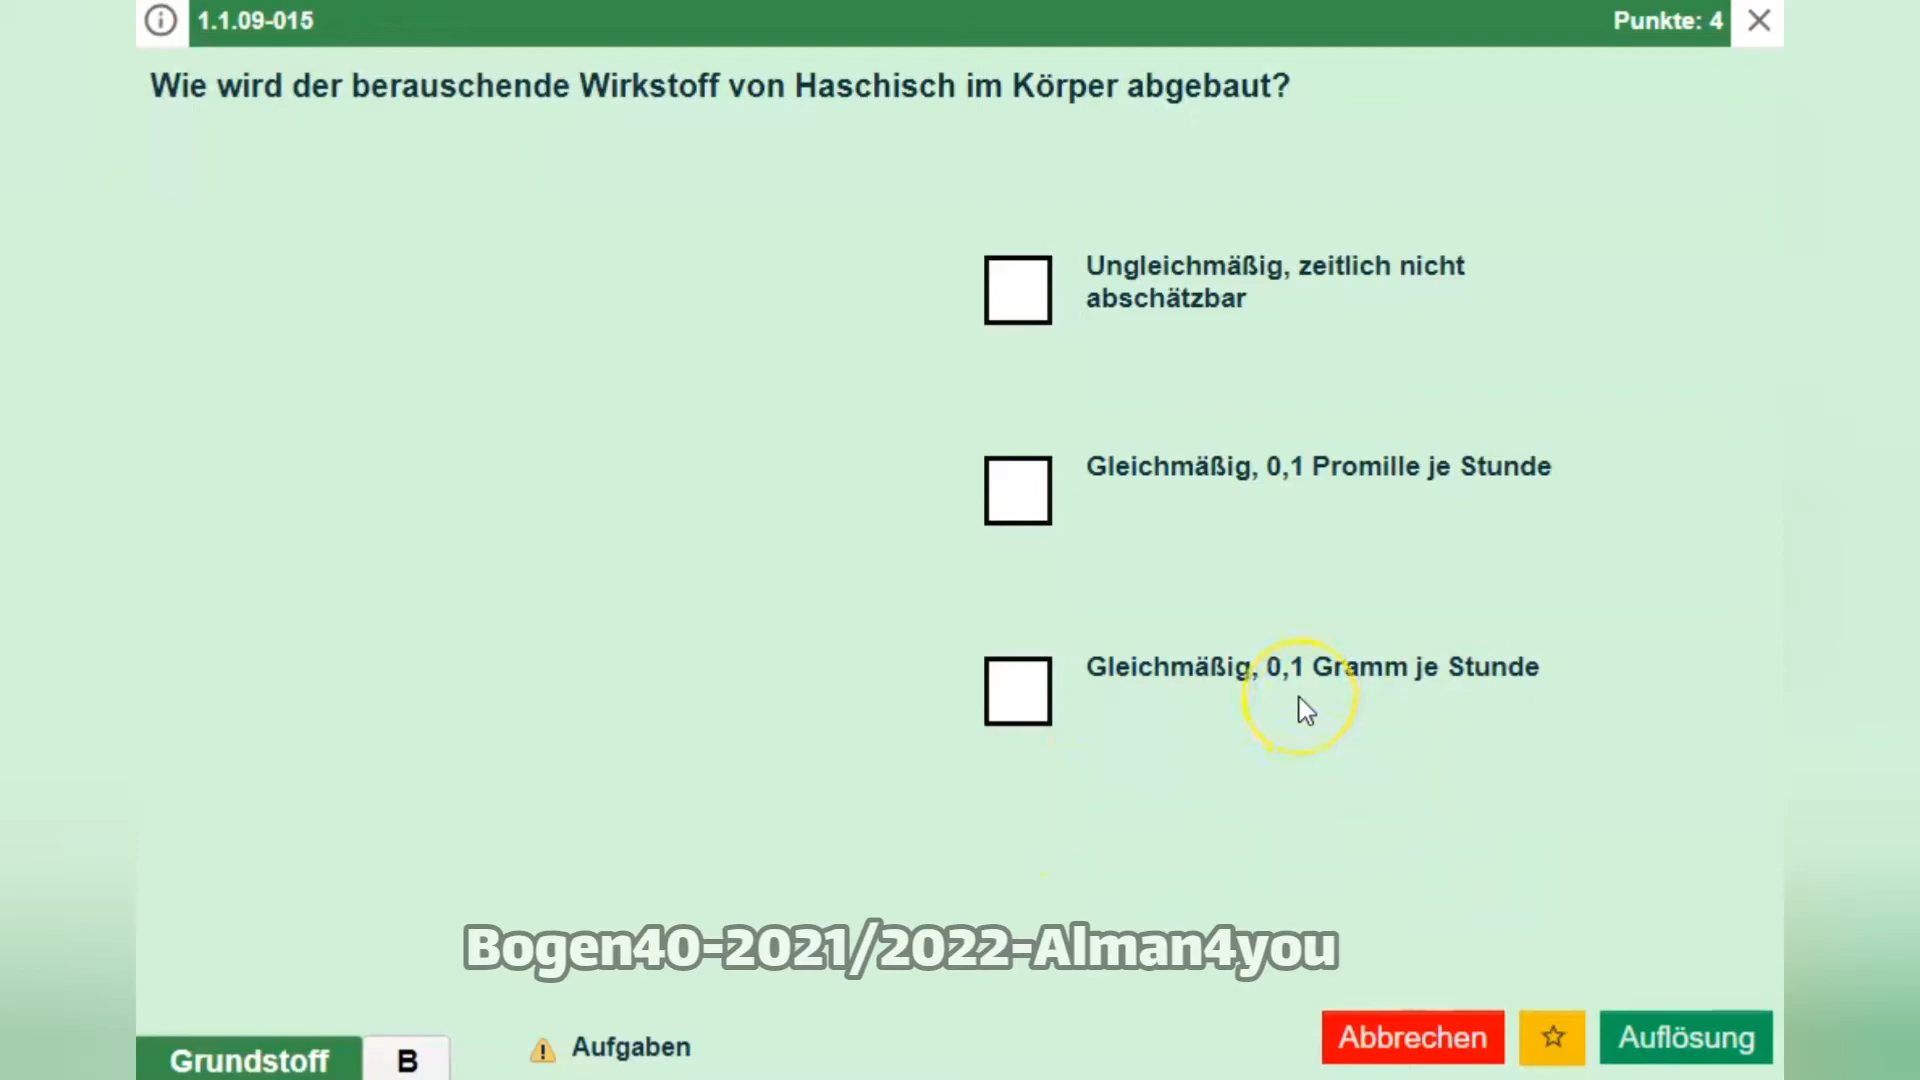 1.1.09-015
Punkte: 4
Wie wird der berauschende Wirkstoff von Haschisch im Körper abgebaut?
Ungleichmäßig, zeitlich nicht
abschätzbar
Gleichmäßig, 0,1 Promille je Stunde
Gleichmäßig, 0,1 Gramm je Stunde
Bogen40-2021/2022-Alman4you
Grundstoff
B
Aufgaben
Abbrechen
Auflösung